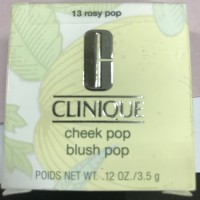 13 rosy pop
CLINIQUE
cheek pop
blush pop
POIDS NET WT. .12 OZ./3.5 g